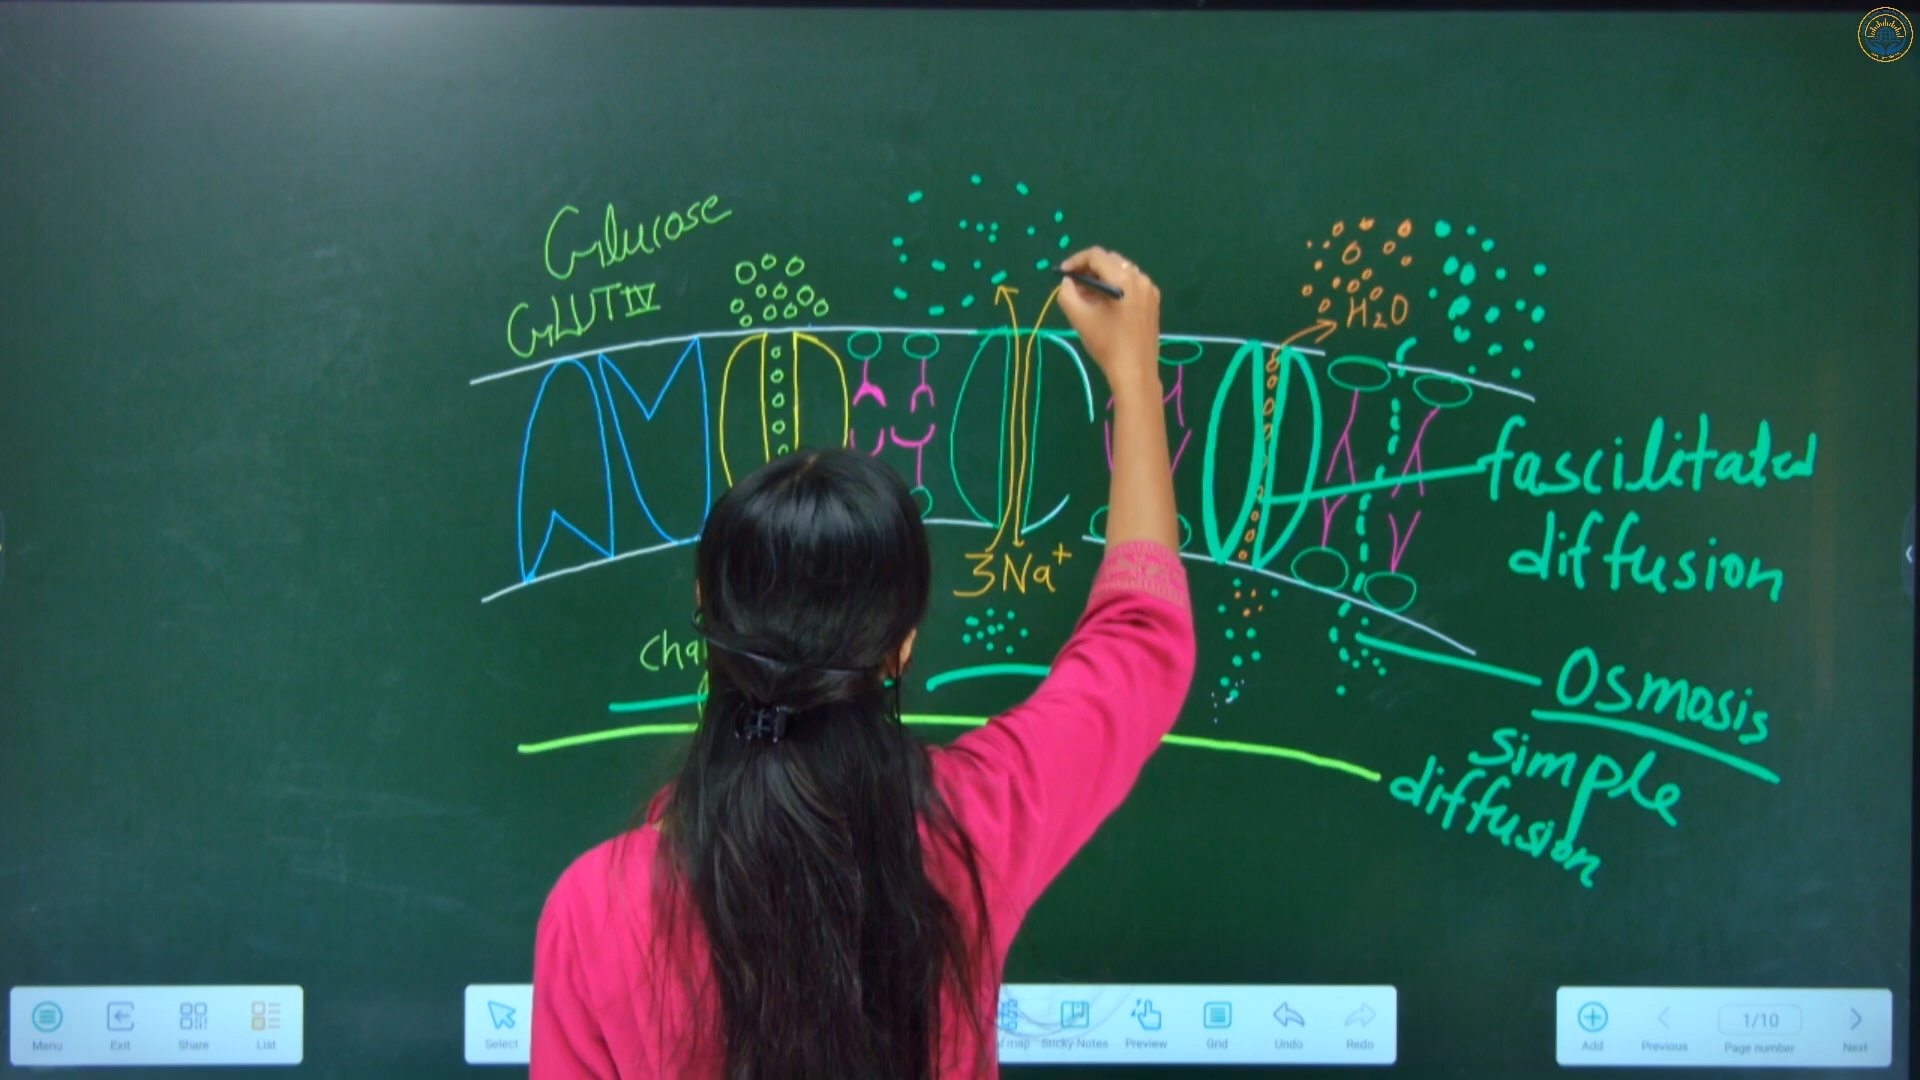 Glucose
GLUT IV
H₂O
fascilitated
diffusion
3Na⁺
Osmosis
simple
diffusion
Menu
Exit
Share
List
Select
Sticky Notes
Preview
Grid
Undo
Redo
Add
Previous
1/10
Page number
Next